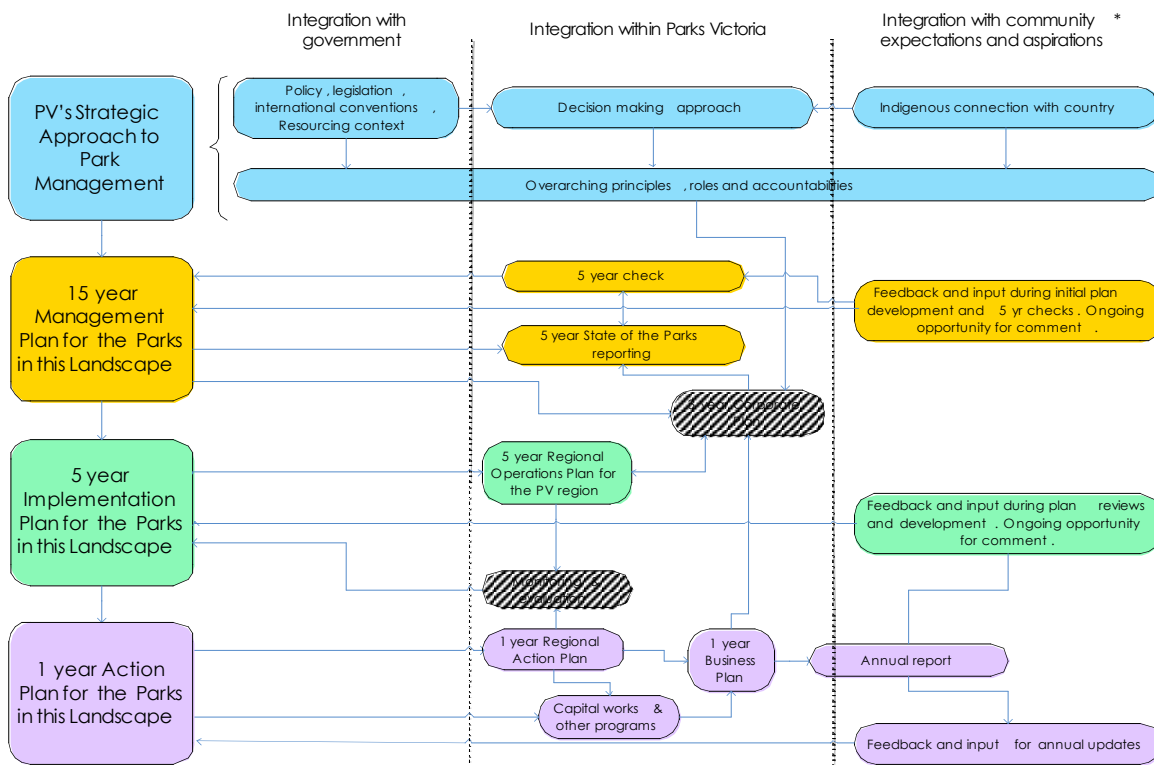 Integration with
government
Integration within Parks Victoria
Integration with community *
expectations and aspirations
PV's Strategic
Approach to
Park
Management
Policy , legislation ,
international conventions ,
Resourcing context
Decision making approach
Indigenous connection with country
Overarching principles , roles and accountabilities
15 year
Management
Plan for the Parks
in this Landscape
5 year check
Feedback and input during initial plan
development and 5 yr checks . Ongoing
opportunity for comment .
5 year State of the Parks
reporting
3 year Corporate
Plan
5 year
Implementation
Plan for the Parks
in this Landscape
5 year Regional
Operations Plan for
the PV region
Feedback and input during plan reviews
and development . Ongoing opportunity
for comment .
Monitoring &
evaluation
1 year Action
Plan for the Parks
in this Landscape
1 year Regional
Action Plan
1 year
Business
Plan
Annual report
Capital works &
other programs
Feedback and input for annual updates